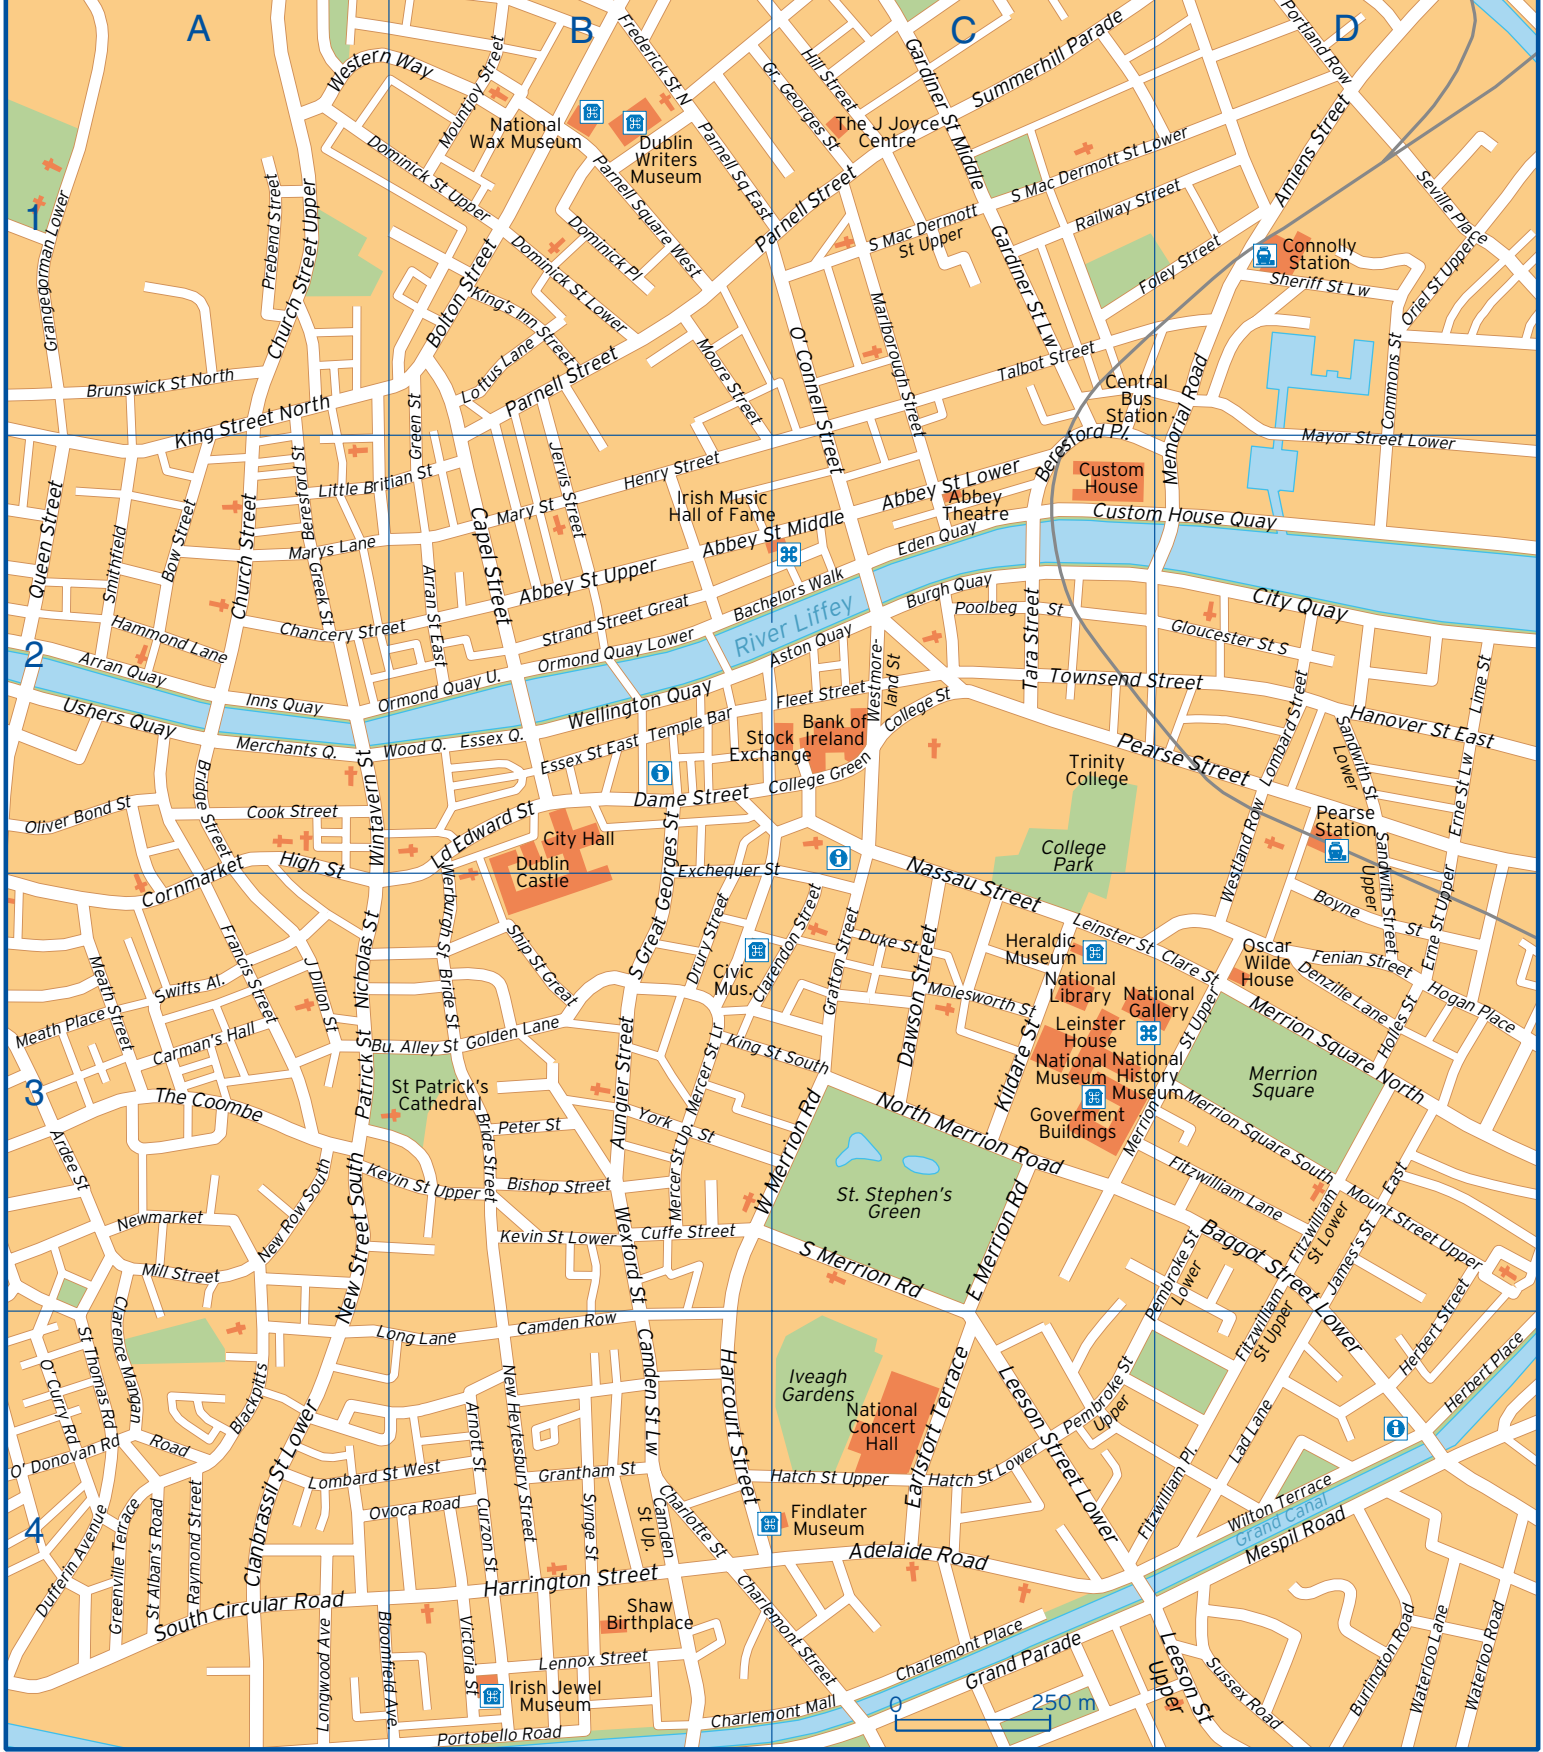 A
B
C
D
Western Way
Mountjoy Street
Frederick St N
Hill Street
Gr. Georges St
Gardiner St Middle
Summerhill Parade
Portland Row
National
Wax Museum
Dublin
Writers
Museum
The J Joyce
Centre
Amiens Street
Dominick St Upper
Parnell Sq East
Parnell Square West
Parnell Street
S Mac Dermott St Lower
Railway Street
Seville Place
1
Grangegorman Lower
Prebend Street
Church Street Upper
Dominick Pl
Dominick St Lower
S Mac Dermott
St Upper
Gardiner St Lw
Foley Street
Connolly
Station
Sheriff St Lw
Oriel St Upper
Bolton Street
King's Inn Street
Loftus Lane
Parnell Street
Moore Street
O' Connell Street
Marlborough Street
Talbot Street
Central
Bus
Station
Memorial Road
Commons St
Brunswick St North
King Street North
Green St
Beresford Pl.
Mayor Street Lower
Queen Street
Smithfield
Bow Street
Church Street
Beresford St
Little Britian St
Mary St
Jervis Street
Henry Street
Irish Music
Hall of Fame
Abbey St Middle
Abbey St Lower
Abbey
Theatre
Custom
House
Custom House Quay
Eden Quay
Marys Lane
Greek St
Capel Street
Arran St East
Abbey St Upper
Strand Street Great
Bachelors Walk
River Liffey
Burgh Quay
Poolbeg St
City Quay
Gloucester St S
Chancery Street
Hammond Lane
2
Arran Quay
Inns Quay
Ormond Quay U.
Ormond Quay Lower
Aston Quay
Westmore-
land St
Tara Street
Townsend Street
Lombard Street
Lime St
Ushers Quay
Merchants Q.
Wood Q.
Essex Q.
Wellington Quay
Fleet Street
College St
Hanover St East
Sandwith St
Lower
Essex St East
Temple Bar
Stock
Exchange
Bank of
Ireland
College Green
Trinity
College
Pearse Street
Oliver Bond St
Bridge Street
Cook Street
Winetavern St
Dame Street
Pearse
Station
Erne St Lw
Ld Edward St
City Hall
Dublin
Castle
S Great Georges St
Exchequer St
College
Park
Nassau Street
Westland Row
Sandwith Street
Upper
Cornmarket
High St
Werburgh St
Ship St Great
Drury Street
Clarendon Street
Grafton Street
Duke St
Dawson Street
Leinster St
Clare St
Boyne St
Erne St Upper
Fenian Street
Oscar
Wilde
House
Denzille Lane
Hogan Place
Holles St
Heraldic
Museum
National
Library
National
Gallery
Leinster
House
National
Museum
National
History
Museum
Goverment
Buildings
Civic
Mus.
Molesworth St
Kildare St
Merrion St Upper
Merrion Square North
Merrion
Square
Merrion Square South
Meath Street
Swifts Al.
Francis Street
J Dillon St
Nicholas St
Bride St
Golden Lane
Bu. Alley St
Meath Place
Carman's Hall
Patrick St
St Patrick's
Cathedral
Aungier Street
Mercer St Lr
King St South
3
The Coombe
Ardee St
Peter St
York St
Mercer St Up.
W Merrion Rd
North Merrion Road
St. Stephen's
Green
E Merrion Rd
S Merrion Rd
Kevin St Upper
Bride Street
Bishop Street
Newmarket
New Row South
New Street South
Kevin St Lower
Cuffe Street
Wexford St
Mill Street
Fitzwilliam Lane
Baggot Street Lower
Fitzwilliam
St Lower
James's St East
Mount Street Upper
Pembroke St
Lower
Fitzwilliam
St Upper
Herbert Street
Herbert Place
Clarence Mangan
Road
St Thomas Rd
O' Curry Rd
O' Donovan Rd
Blackpitts
Long Lane
Camden Row
Camden St Lw
Harcourt Street
Iveagh
Gardens
National
Concert
Hall
Earlsfort Terrace
Leeson Street Lower
Pembroke St
Upper
Lad Lane
Fitzwilliam Pl.
Clanbrassil St Lower
Arnott St
New Heytesbury Street
Lombard St West
Grantham St
Hatch St Upper
Hatch St Lower
Wilton Terrace
Grand Canal
Mespil Road
Ovoca Road
Curzon St
Synge St
Camden
St Up.
Charlotte St
Findlater
Museum
4
Dufferin Avenue
Greenville Terrace
St Alban's Road
Raymond Street
South Circular Road
Harrington Street
Adelaide Road
Shaw
Birthplace
Charlemont Street
Longwood Ave
Bloomfield Ave.
Victoria St
Lennox Street
Irish Jewel
Museum
Portobello Road
Charlemont Mall
Charlemont Place
Grand Parade
Leeson St
Upper
Sussex Road
Burlington Road
Waterloo Lane
Waterloo Road
0
250 m